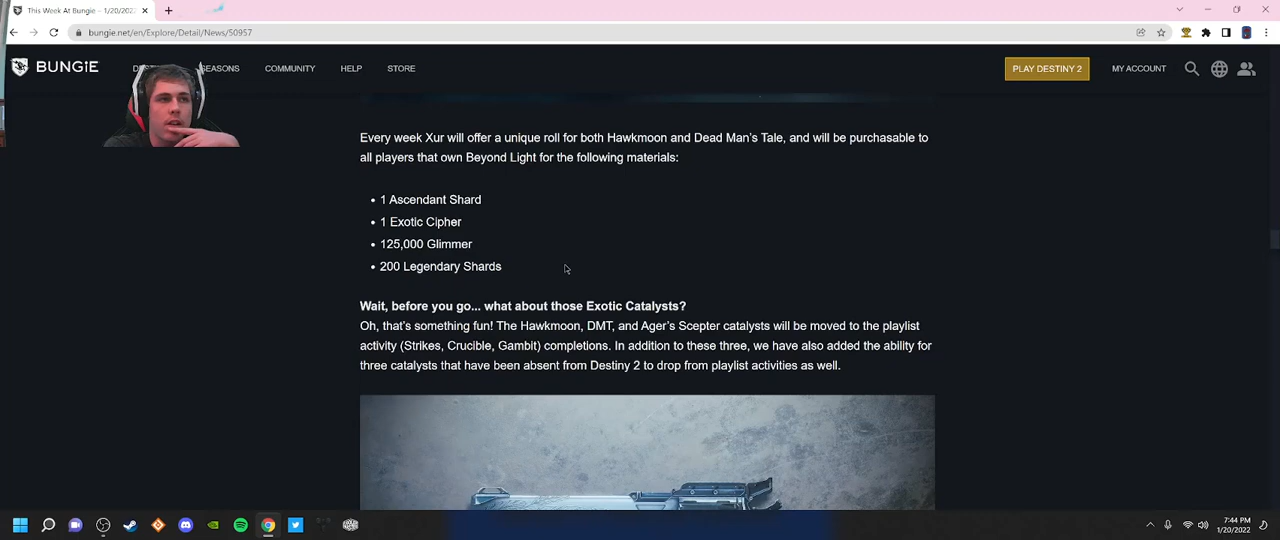 This Week At Bungie – 1/20/202
bungie.net/en/Explore/Detail/News/50957
BUNGiE
SEASONS
COMMUNITY
HELP
STORE
PLAY DESTINY 2
MY ACCOUNT
Every week Xur will offer a unique roll for both Hawkmoon and Dead Man's Tale, and will be purchasable to
all players that own Beyond Light for the following materials:
• 1 Ascendant Shard
• 1 Exotic Cipher
• 125,000 Glimmer
• 200 Legendary Shards
Wait, before you go... what about those Exotic Catalysts?
Oh, that's something fun! The Hawkmoon, DMT, and Ager's Scepter catalysts will be moved to the playlist
activity (Strikes, Crucible, Gambit) completions. In addition to these three, we have also added the ability for
three catalysts that have been absent from Destiny 2 to drop from playlist activities as well.
7:44 PM
1/20/2022